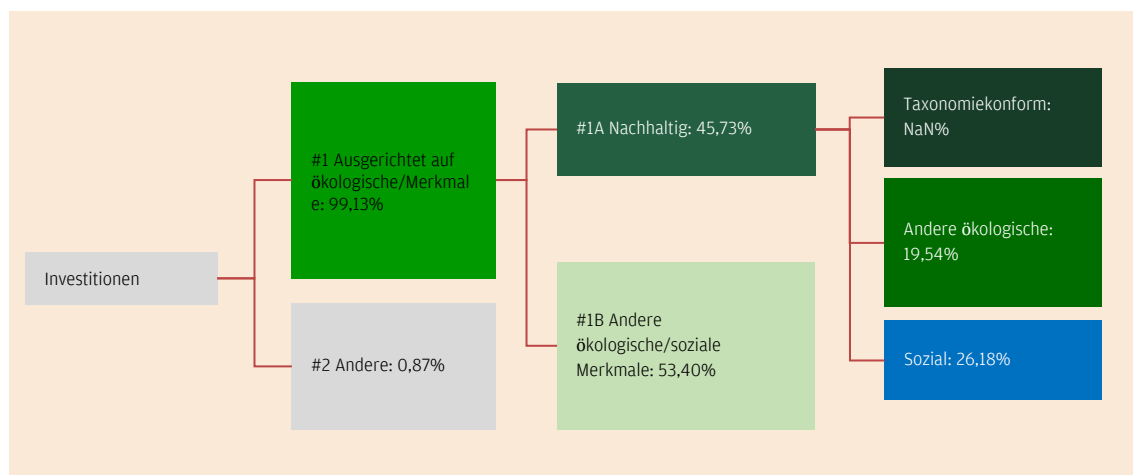 Investitionen
#1 Ausgerichtet auf
ökologische/Merkmal
e: 99,13%
#2 Andere: 0,87%
#1A Nachhaltig: 45,73%
#1B Andere
ökologische/soziale
Merkmale: 53,40%
Taxonomiekonform:
NaN%
Andere ökologische:
19,54%
Sozial: 26,18%